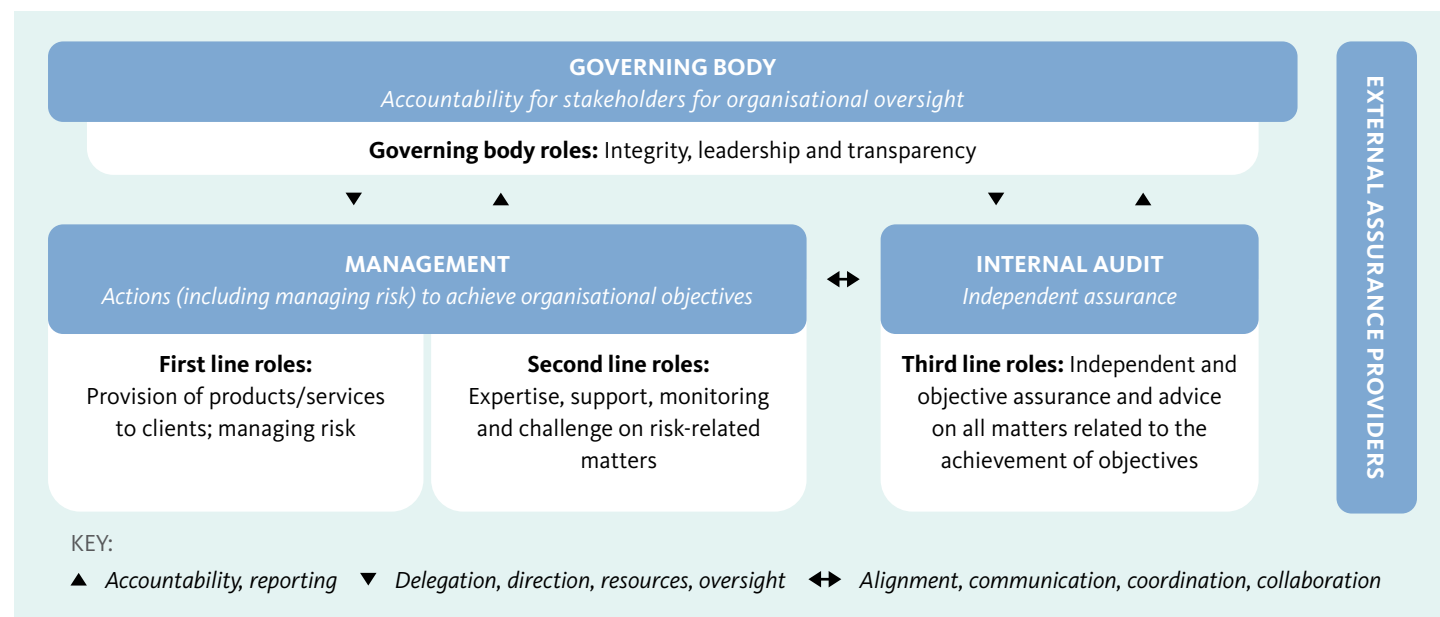 GOVERNING BODY
Accountability for stakeholders for organisational oversight
Governing body roles: Integrity, leadership and transparency
▼ ▲ ▼ ▲
MANAGEMENT
Actions (including managing risk) to achieve organisational objectives
First line roles:
Provision of products/services
to clients; managing risk
Second line roles:
Expertise, support, monitoring
and challenge on risk-related
matters
INTERNAL AUDIT
Independent assurance
Third line roles: Independent and
objective assurance and advice
on all matters related to the
achievement of objectives
EXTERNAL ASSURANCE PROVIDERS
KEY:
▲ Accountability, reporting ▼ Delegation, direction, resources, oversight ↔ Alignment, communication, coordination, collaboration